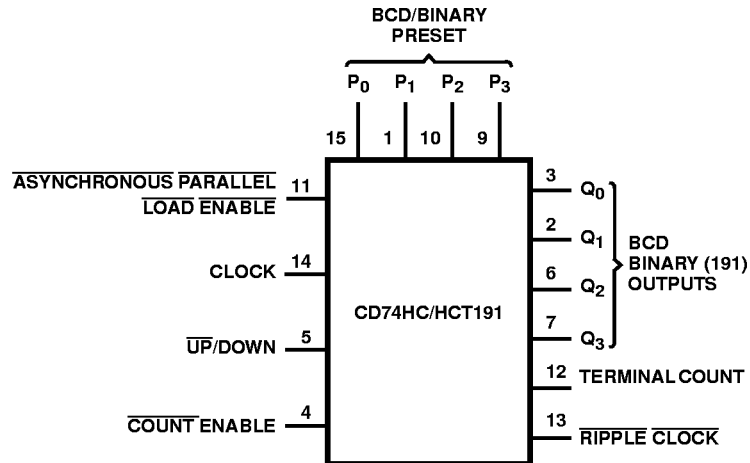 BCD/BINARY
PRESET
P0 P1 P2 P3
15 1 10 9
ASYNCHRONOUS PARALLEL
LOAD ENABLE
11
CLOCK
14
UP/DOWN
5
COUNT ENABLE
4
CD74HC/HCT191
3 Q0
2 Q1
6 Q2
7 Q3
BCD
BINARY (191)
OUTPUTS
12 TERMINAL COUNT
13 RIPPLE CLOCK